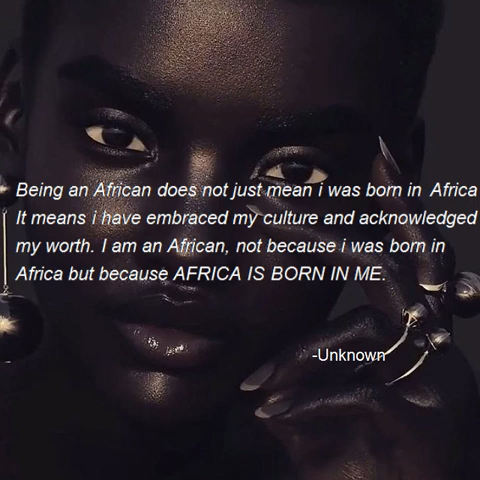 Being an African does not just mean i was born in Africa
It means i have embraced my culture and acknowledged
my worth. I am an African, not because i was born in
Africa but because AFRICA IS BORN IN ME.
-Unknown